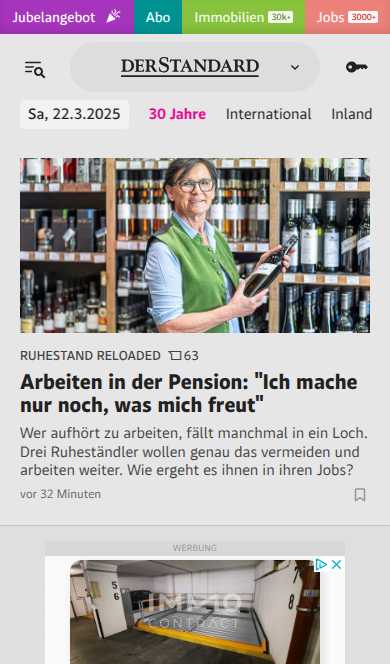 Jubelangebot Abo Immobilien 30k+ Jobs 3000+
DERSTANDARD
Sa, 22.3.2025 30 Jahre International Inland
RUHESTAND RELOADED 63
Arbeiten in der Pension: "Ich mache
nur noch, was mich freut"
Wer aufhört zu arbeiten, fällt manchmal in ein Loch.
Drei Ruheständler wollen genau das vermeiden und
arbeiten weiter. Wie ergeht es ihnen in ihren Jobs?
vor 32 Minuten
WERBUNG
5
6
8
IMMO
CONTRACT